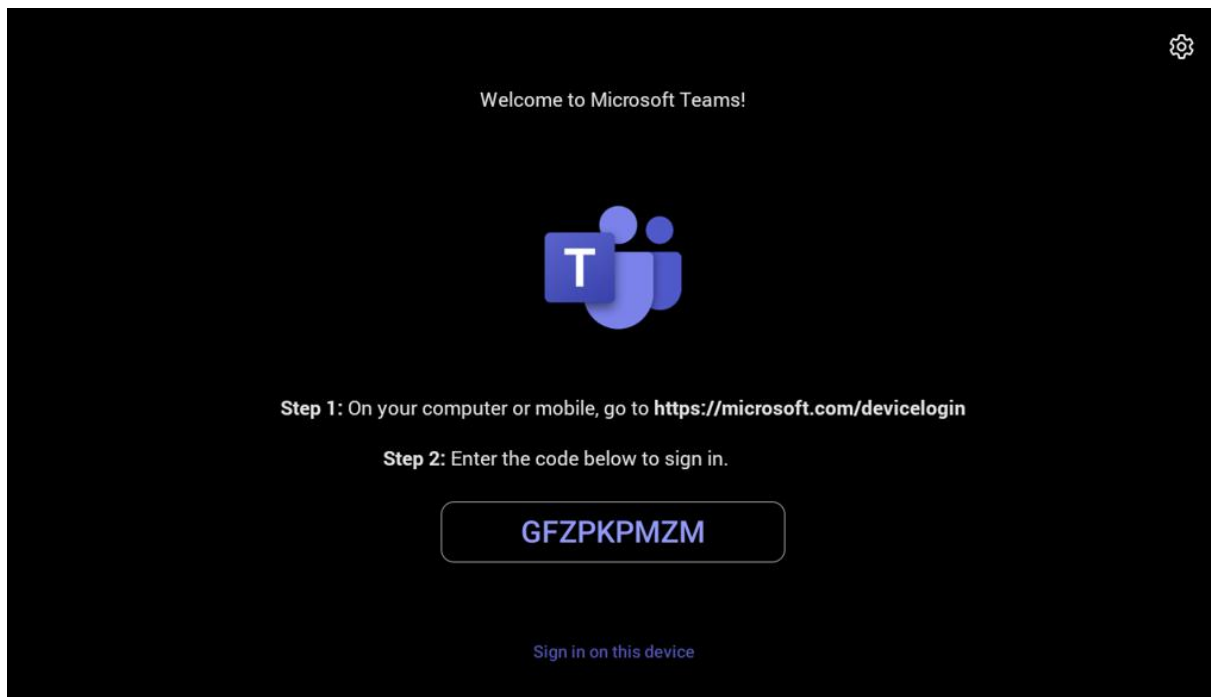 Welcome to Microsoft Teams!
T
Step 1: On your computer or mobile, go to https://microsoft.com/devicelogin
Step 2: Enter the code below to sign in.
GFZPKPMZM
Sign in on this device